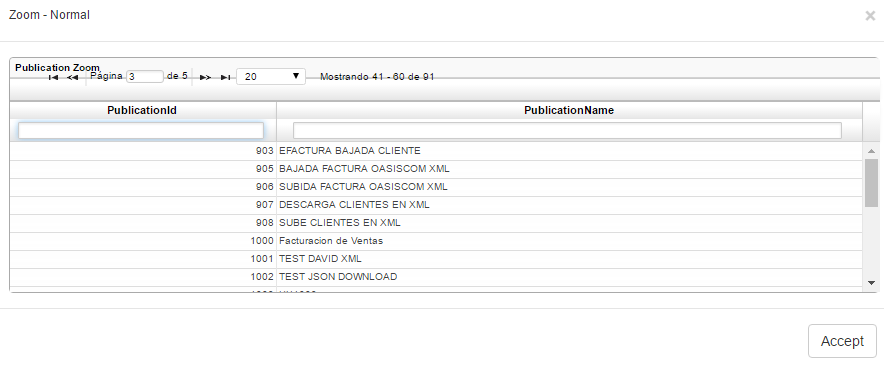 Zoom - Normal
×
Publication Zoom
Página 3 de 5 20 Mostrando 41 - 60 de 91
PublicationId PublicationName
903 EFACTURA BAJADA CLIENTE
905 BAJADA FACTURA OASISCOM XML
906 SUBIDA FACTURA OASISCOM XML
907 DESCARGA CLIENTES EN XML
908 SUBE CLIENTES EN XML
1000 Facturacion de Ventas
1001 TEST DAVID XML
1002 TEST JSON DOWNLOAD
Accept